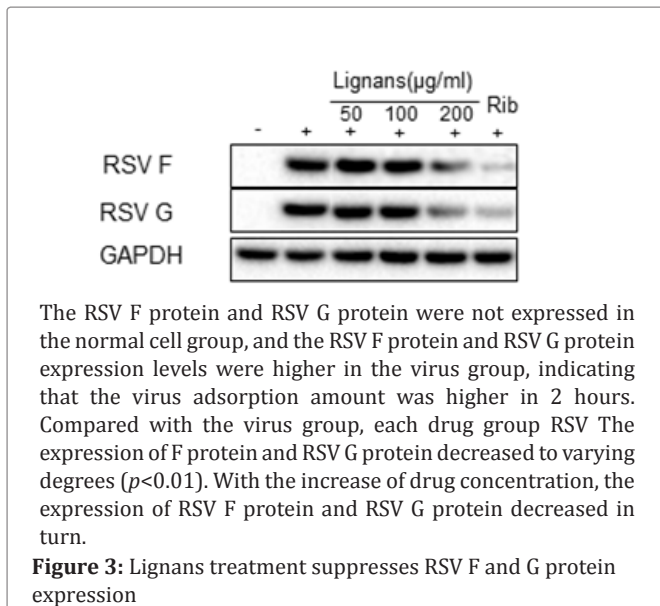 Lignans(µg/ml)
50 100 200 Rib
- + + + + +
RSV F
RSV G
GAPDH
The RSV F protein and RSV G protein were not expressed in
the normal cell group, and the RSV F protein and RSV G protein
expression levels were higher in the virus group, indicating
that the virus adsorption amount was higher in 2 hours.
Compared with the virus group, each drug group RSV The
expression of F protein and RSV G protein decreased to varying
degrees (p<0.01). With the increase of drug concentration, the
expression of RSV F protein and RSV G protein decreased in
turn.
Figure 3: Lignans treatment suppresses RSV F and G protein
expression